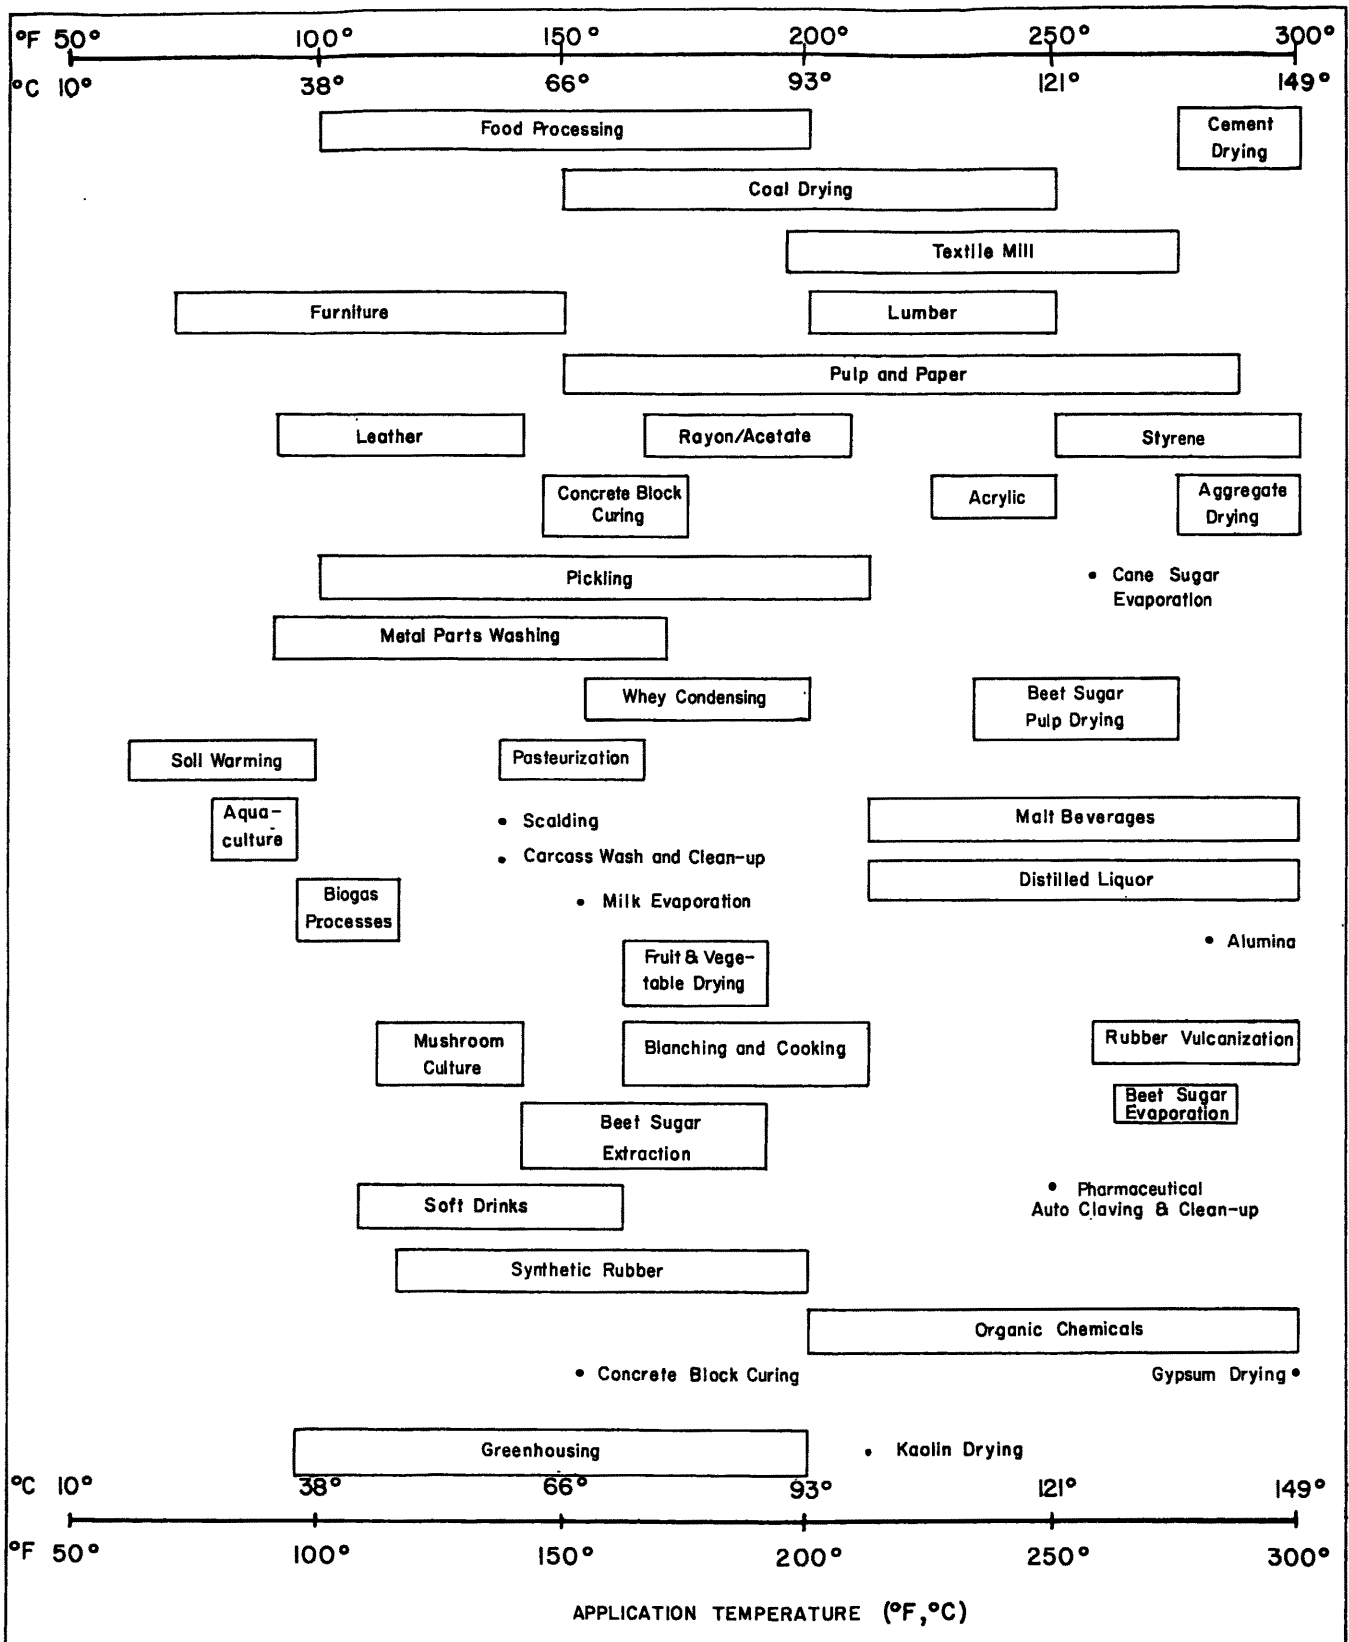 °F 50° 100° 150° 200° 250° 300°
°C 10° 38° 66° 93° 121° 149°
Food Processing
Cement
Drying
Coal Drying
Textile Mill
Furniture
Lumber
Pulp and Paper
Leather
Rayon/Acetate
Styrene
Concrete Block
Curing
Acrylic
Aggregate
Drying
Pickling
• Cane Sugar
Evaporation
Metal Parts Washing
Whey Condensing
Beet Sugar
Pulp Drying
Soil Warming
Pasteurization
Aqua-
culture
• Scalding
• Carcass Wash and Clean-up
Malt Beverages
Distilled Liquor
Biogas
Processes
• Milk Evaporation
• Alumina
Fruit & Vege-
table Drying
Mushroom
Culture
Blanching and Cooking
Rubber Vulcanization
Beet Sugar
Evaporation
Beet Sugar
Extraction
Soft Drinks
• Pharmaceutical
Auto Claving & Clean-up
Synthetic Rubber
Organic Chemicals
• Concrete Block Curing
Gypsum Drying •
Greenhousing
• Kaolin Drying
°C 10° 38° 66° 93° 121° 149°
°F 50° 100° 150° 200° 250° 300°
APPLICATION TEMPERATURE (°F,°C)